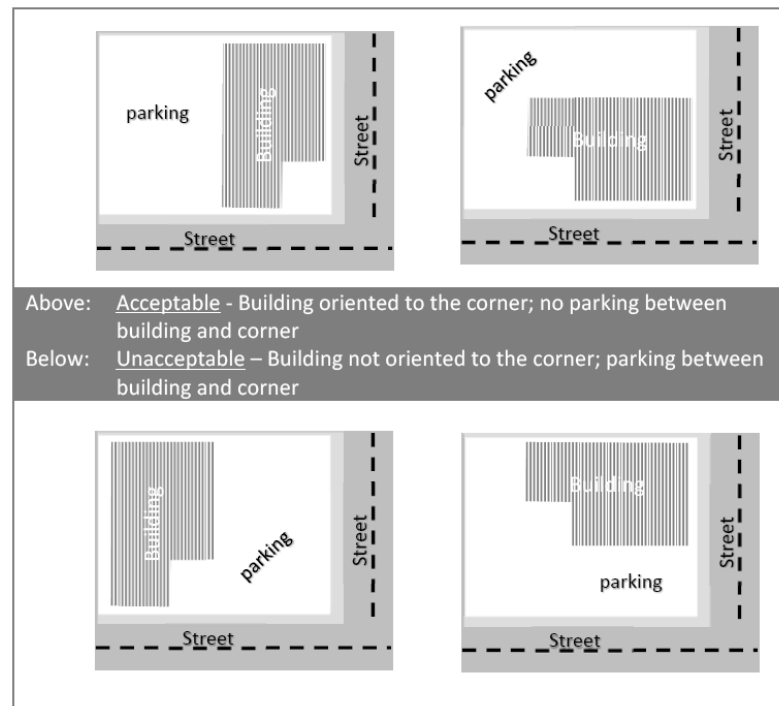 parking
Building
Street
Street
parking
Building
Street
Street
Above: Acceptable - Building oriented to the corner; no parking between
building and corner
Below: Unacceptable – Building not oriented to the corner; parking between
building and corner
Building
parking
Street
Street
Building
parking
Street
Street